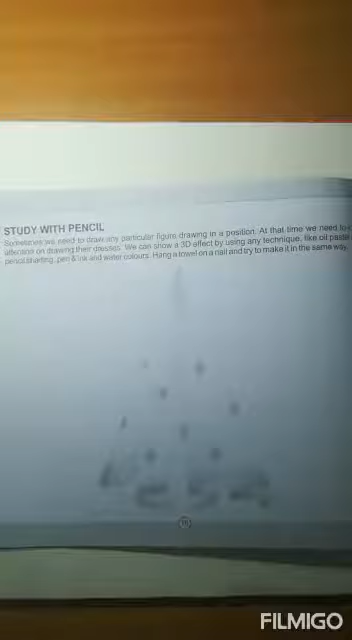 STUDY WITH PENCIL
Sometimes we need to draw any particular figure drawing in a position. At that time we need to
attention on drawing their dresses. We can show a 3D effect by using any technique, like oil paste
pencil shading, pen & ink and water colours. Hang a towel on a nail and try to make it in the same way.
FILMIGO